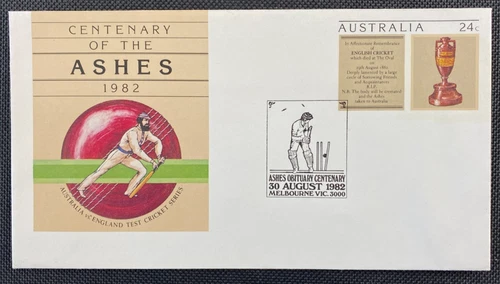 CENTENARY
OF THE
ASHES
1982
AUSTRALIA vs ENGLAND TEST CRICKET SERIES
AUSTRALIA 24c
In Affectionate Remembrance
of
ENGLISH CRICKET
which died at The Oval
on
29th August 1882
Deeply lamented by a large
circle of Sorrowing Friends
and Acquaintances
R.I.P.
N.B. The body will be cremated
and the Ashes
taken to Australia
ASHES OBITUARY CENTENARY
30 AUGUST 1982
MELBOURNE VIC. 3000